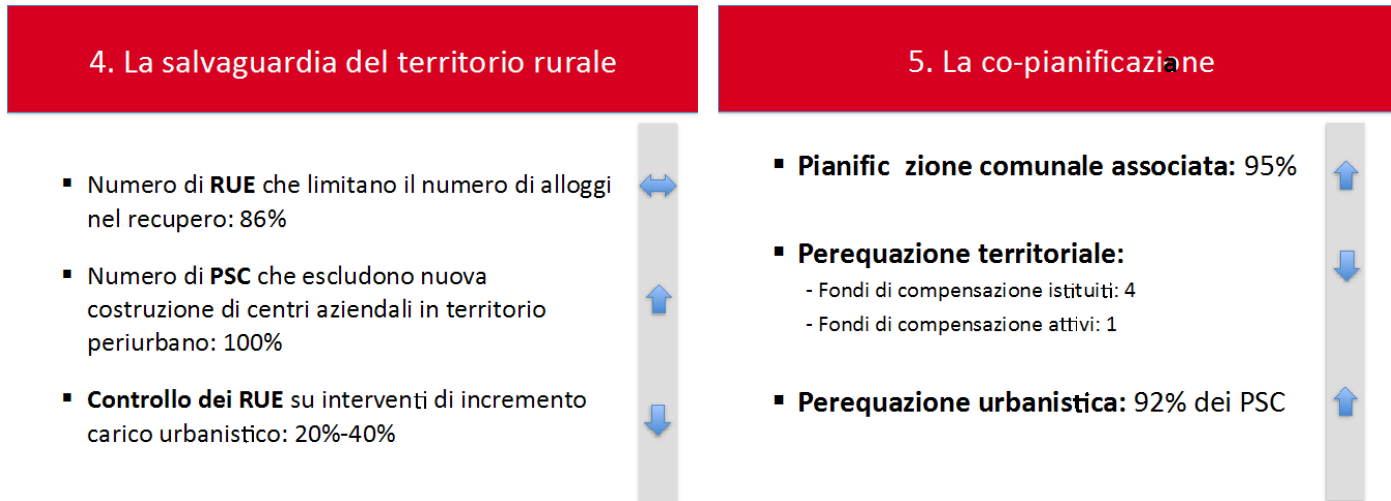 4. La salvaguardia del territorio rurale
▪ Numero di RUE che limitano il numero di alloggi
nel recupero: 86%
▪ Numero di PSC che escludono nuova
costruzione di centri aziendali in territorio
periurbano: 100%
▪ Controllo dei RUE su interventi di incremento
carico urbanistico: 20%-40%
5. La co-pianificaziane
▪ Pianific zione comunale associata: 95%
▪ Perequazione territoriale:
- Fondi di compensazione istituiti: 4
- Fondi di compensazione attivi: 1
▪ Perequazione urbanistica: 92% dei PSC